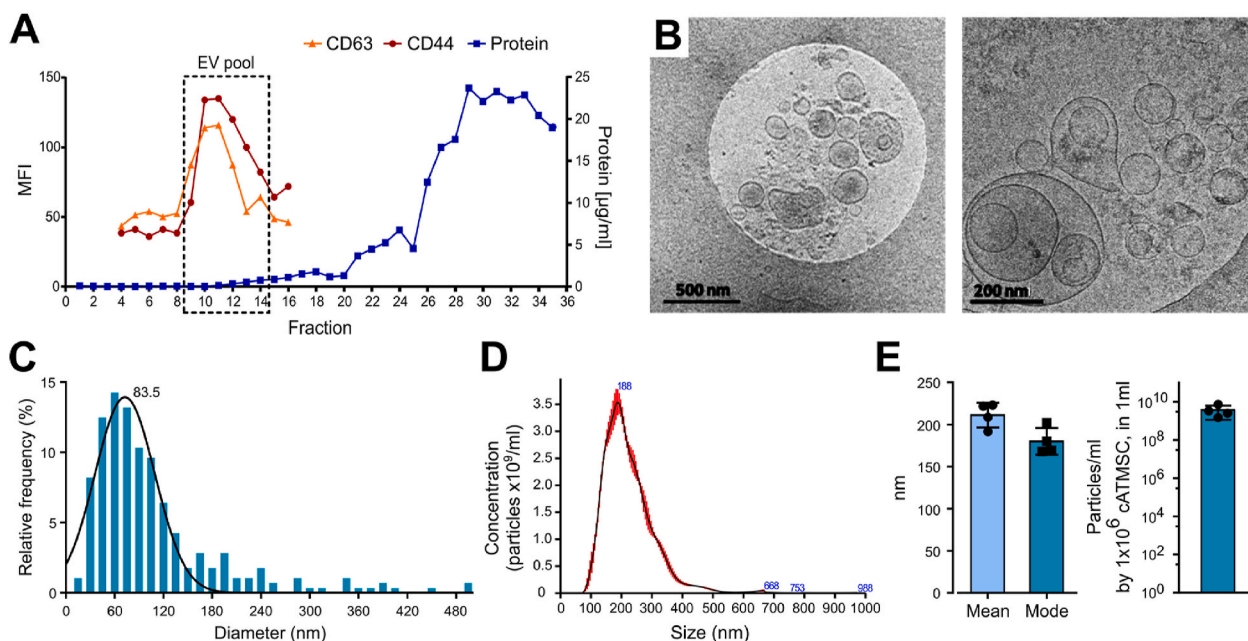 A
CD63 CD44 Protein
EV pool
150
100
50
0
MFI
25
20
15
10
5
0
Protein [µg/ml]
0 2 4 6 8 10 12 14 16 18 20 22 24 26 28 30 32 34 36
Fraction
B
500 nm
200 nm
C
15
10
5
0
Relative frequency (%)
83.5
0 60 120 180 240 300 360 420 480
Diameter (nm)
D
3.5
3
2.5
2
1.5
1
0.5
0
Concentration
(particles x10⁹/ml)
188
668
753
988
0 100 200 300 400 500 600 700 800 900 1000
Size (nm)
E
250
200
150
100
50
0
nm
Mean Mode
Particles/ml
by 1x10⁶ cATMSC, in 1ml
10¹⁰
10⁸
10⁶
10⁴
10²
10⁰